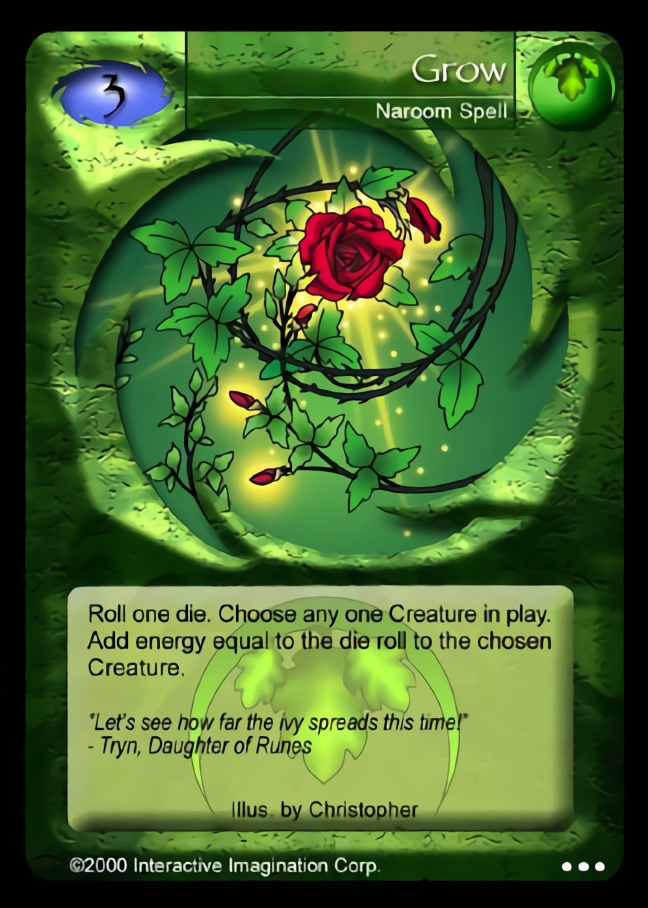 3
Grow
Naroom Spell
Roll one die. Choose any one Creature in play.
Add energy equal to the die roll to the chosen
Creature.
"Let's see how far the ivy spreads this time!"
- Tryn, Daughter of Runes
Illus. by Christopher
©2000 Interactive Imagination Corp.